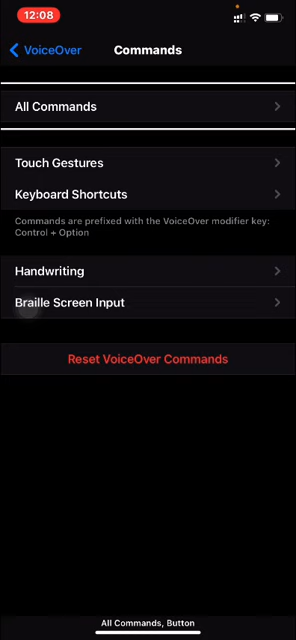 12:08
VoiceOver
Commands
All Commands
Touch Gestures
Keyboard Shortcuts
Commands are prefixed with the VoiceOver modifier key:
Control + Option
Handwriting
Braille Screen Input
Reset VoiceOver Commands
All Commands, Button